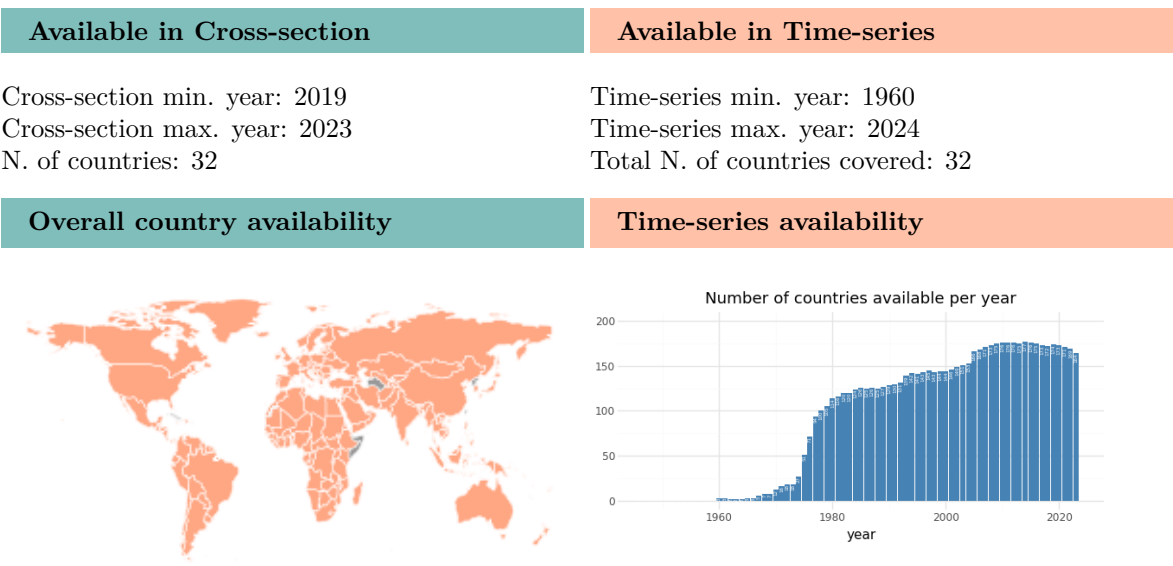 Available in Cross-section
Available in Time-series
Cross-section min. year: 2019
Cross-section max. year: 2023
N. of countries: 32
Time-series min. year: 1960
Time-series max. year: 2024
Total N. of countries covered: 32
Overall country availability
Time-series availability
Number of countries available per year
200
150
100
50
0
1960
1980
2000
2020
year